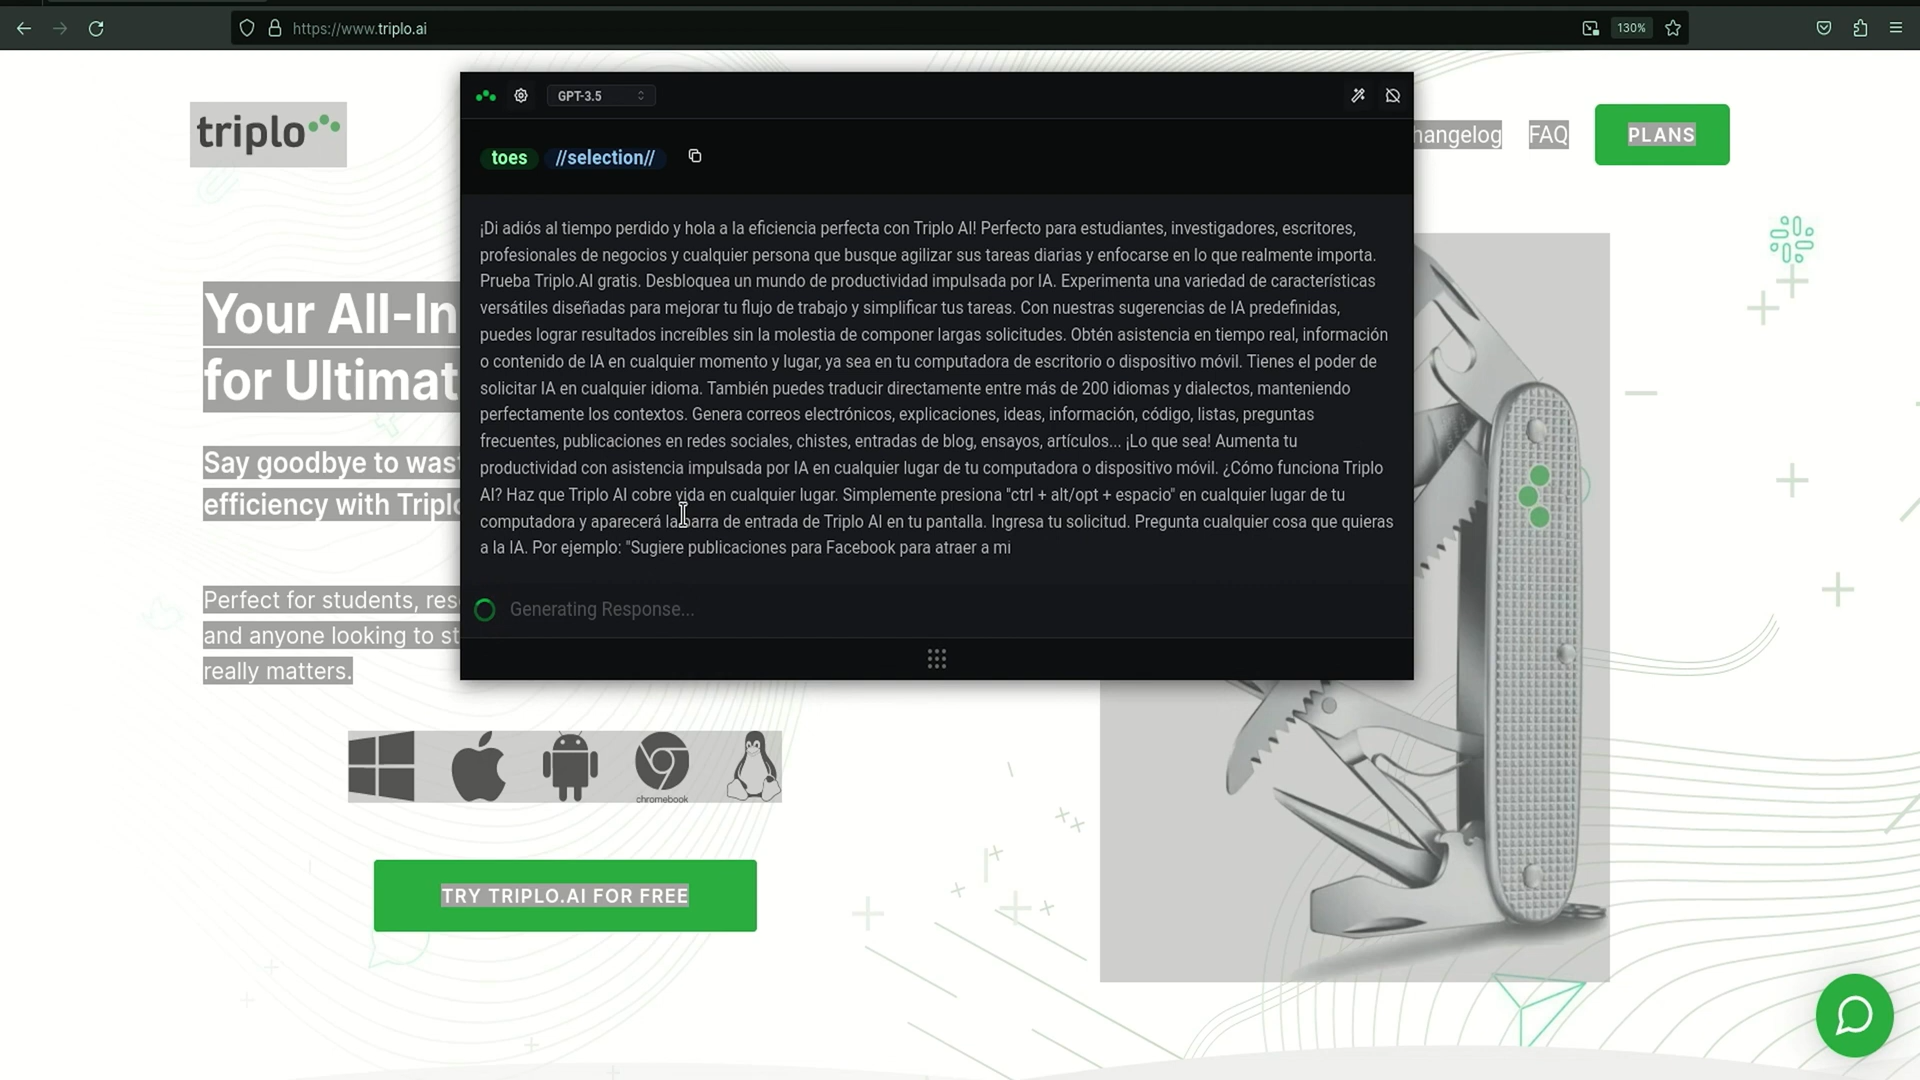 https://www.triplo.ai
130%
GPT-3.5
triplo
hangelog
FAQ
PLANS
toes //selection//
¡Di adiós al tiempo perdido y hola a la eficiencia perfecta con Triplo AI! Perfecto para estudiantes, investigadores, escritores,
profesionales de negocios y cualquier persona que busque agilizar sus tareas diarias y enfocarse en lo que realmente importa.
Prueba Triplo.AI gratis. Desbloquea un mundo de productividad impulsada por IA. Experimenta una variedad de características
versátiles diseñadas para mejorar tu flujo de trabajo y simplificar tus tareas. Con nuestras sugerencias de IA predefinidas,
puedes lograr resultados increíbles sin la molestia de componer largas solicitudes. Obtén asistencia en tiempo real, información
o contenido de IA en cualquier momento y lugar, ya sea en tu computadora de escritorio o dispositivo móvil. Tienes el poder de
solicitar IA en cualquier idioma. También puedes traducir directamente entre más de 200 idiomas y dialectos, manteniendo
perfectamente los contextos. Genera correos electrónicos, explicaciones, ideas, información, código, listas, preguntas
frecuentes, publicaciones en redes sociales, chistes, entradas de blog, ensayos, artículos... ¡Lo que sea! Aumenta tu
productividad con asistencia impulsada por IA en cualquier lugar de tu computadora o dispositivo móvil. ¿Cómo funciona Triplo
AI? Haz que Triplo AI cobre vida en cualquier lugar. Simplemente presiona "ctrl + alt/opt + espacio" en cualquier lugar de tu
computadora y aparecerá la barra de entrada de Triplo AI en tu pantalla. Ingresa tu solicitud. Pregunta cualquier cosa que quieras
a la IA. Por ejemplo: "Sugiere publicaciones para Facebook para atraer a mi
Generating Response...
Your All-In
for Ultimat
Say goodbye to was
efficiency with Triplo
Perfect for students, res
and anyone looking to st
really matters.
chromebook
TRY TRIPLO.AI FOR FREE